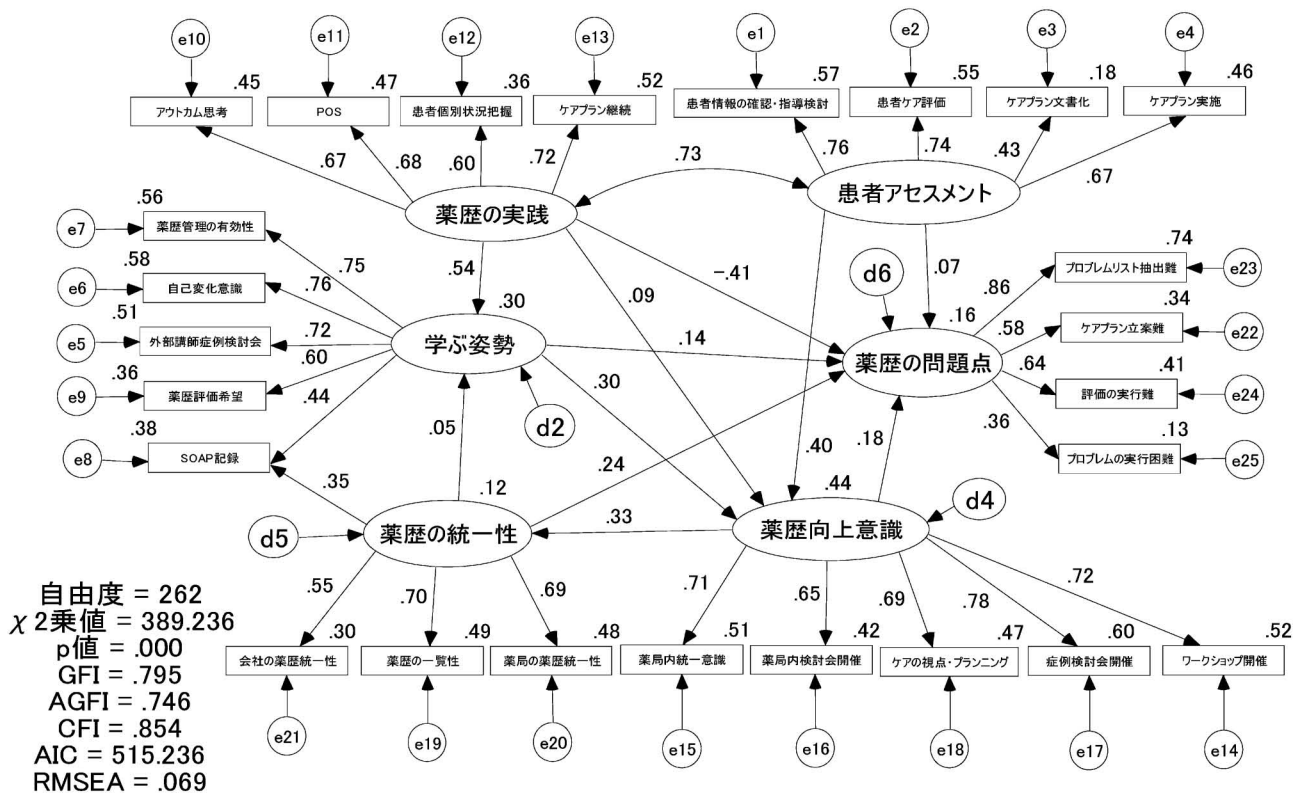 e10
e11
e12
e13
e1
e2
e3
e4
.45
.47
.36
.52
.57
.55
.18
.46
アウトカム思考
POS
患者個別状況把握
ケアプラン継続
患者情報の確認・指導検討
患者ケア評価
ケアプラン文書化
ケアプラン実施
.67
.68
.60
.72
.73
.76
.74
.43
.67
薬歴の実践
患者アセスメント
.56
e7
薬歴管理の有効性
.75
.58
e6
自己変化意識
.76
.51
e5
外部講師症例検討会
.72
.36
e9
薬歴評価希望
.60
.38
e8
SOAP記録
.44
.35
.54
.30
学ぶ姿勢
d2
-.41
.09
.07
.14
.30
.40
.05
.24
.18
d6
.16
薬歴の問題点
.74
プロブレムリスト抽出難
e23
.86
.34
ケアプラン立案難
e22
.58
.41
評価の実行難
e24
.64
.13
プロブレムの実行困難
e25
.36
.12
d5
薬歴の統一性
.33
.44
薬歴向上意識
d4
.55
.70
.69
.71
.65
.69
.78
.72
.30
.49
.48
.51
.42
.47
.60
.52
会社の薬歴統一性
薬歴の一覧性
薬局の薬歴統一性
薬局内統一意識
薬局内検討会開催
ケアの視点・プランニング
症例検討会開催
ワークショップ開催
e21
e19
e20
e15
e16
e18
e17
e14
自由度 = 262
χ2乗値 = 389.236
p値 = .000
GFI = .795
AGFI = .746
CFI = .854
AIC = 515.236
RMSEA = .069